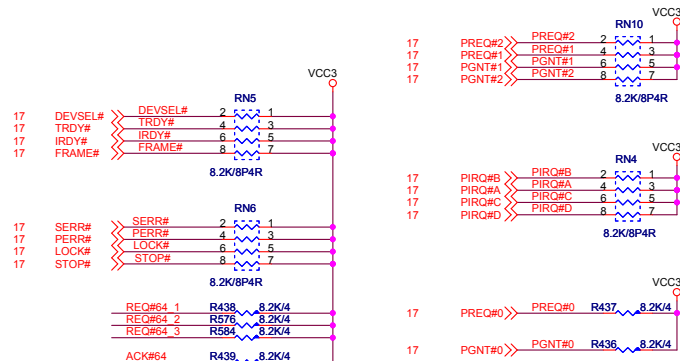 VCC3
RN5
17 DEVSEL# DEVSEL# 2 1
17 TRDY# TRDY# 4 3
17 IRDY# IRDY# 6 5
17 FRAME# FRAME# 8 7
8.2K/8P4R
RN6
17 SERR# SERR# 2 1
17 PERR# PERR# 4 3
17 LOCK# LOCK# 6 5
17 STOP# STOP# 8 7
8.2K/8P4R
REQ#64_1 R438 8.2K/4
REQ#64_2 R576 8.2K/4
REQ#64_3 R584 8.2K/4
ACK#64 R439 8.2K/4
VCC3
RN10
17 PREQ#2 PREQ#2 2 1
17 PREQ#1 PREQ#1 4 3
17 PGNT#1 PGNT#1 6 5
17 PGNT#2 PGNT#2 8 7
8.2K/8P4R
VCC3
RN4
17 PIRQ#B PIRQ#B 2 1
17 PIRQ#A PIRQ#A 4 3
17 PIRQ#C PIRQ#C 6 5
17 PIRQ#D PIRQ#D 8 7
8.2K/8P4R
VCC3
17 PREQ#0 PREQ#0 R437 8.2K/4
17 PGNT#0 PGNT#0 R436 8.2K/4